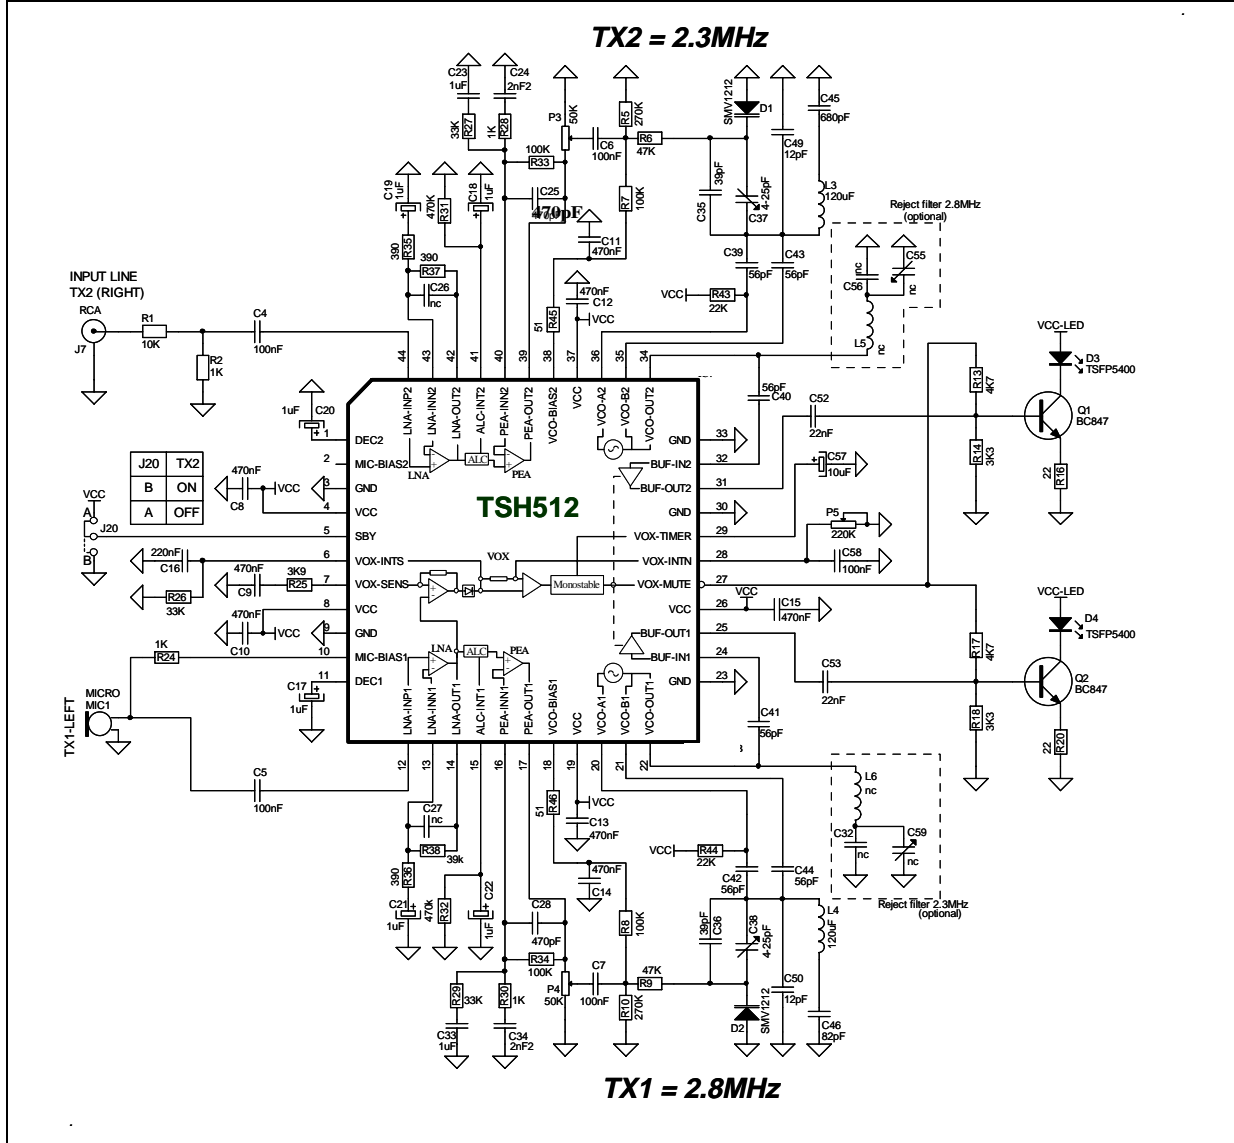 TX2 = 2.3MHz
C23
1uF
C24
2nF2
33K
R27
1K
R28
P3
50K
R5
270K
SMV1212
D1
C45
680pF
C49
12pF
100K
R33
C6
100nF
R6
47K
C19
1uF
470K
R31
C18
1uF
C25
470pF
470pF
R7
100K
39pF
C35
4-25pF
C37
L3
120uF
Reject filter 2.8MHz
(optional)
C11
470nF
390
R35
390
R37
C26
nc
470nF
C12
VCC
51
R45
C39
56pF
C43
56pF
VCC
R43
22K
nc
C56
C55
nc
L5
nc
INPUT LINE
TX2 (RIGHT)
RCA
J7
R1
10K
R2
1K
C4
100nF
44
43
42
41
40
39
38
37
36
35
34
VCC-LED
D3
TSFP5400
R13
4K7
56pF
C40
C52
22nF
Q1
BC847
R14
3K3
22
R16
1uF
C20
LNA-INP2
LNA-INN2
LNA-OUT2
ALC-INT2
PEA-INN2
PEA-OUT2
VCO-BIAS2
VCC
VCO-A2
VCO-B2
VCO-OUT2
1
DEC2
GND
33
2
MIC-BIAS2
LNA
ALC
PEA
BUF-IN2
32
C57
10uF
3
GND
BUF-OUT2
31
4
VCC
GND
30
5
SBY
VOX-TIMER
29
6
VOX-INTS
VOX
VOX-INTN
28
7
VOX-SENS
Monostable
VOX-MUTE
27
8
VCC
VCC
26
9
GND
BUF-OUT1
25
10
MIC-BIAS1
LNA
ALC
PEA
BUF-IN1
24
11
DEC1
GND
23
TSH512
LNA-INP1
LNA-INN1
LNA-OUT1
ALC-INT1
PEA-INN1
PEA-OUT1
VCO-BIAS1
VCC
VCO-A1
VCO-B1
VCO-OUT1
J20 TX2
B ON
A OFF
470nF
C8
VCC
VCC
A
J20
B
220nF
C16
470nF
C9
3K9
R25
R26
33K
470nF
C10
VCC
1K
R24
C17
1uF
MICRO
MIC1
TX1-LEFT
C5
100nF
P5
220K
C58
100nF
VCC
C15
470nF
C53
22nF
R17
4K7
R18
3K3
VCC-LED
D4
TSFP5400
Q2
BC847
22
R20
C41
56pF
12
13
14
15
16
17
18
19
20
21
22
C27
nc
R38
39k
390
R36
C21
1uF
470k
R32
C22
1uF
51
R46
VCC
C13
470nF
470nF
C14
C28
470pF
R34
100K
P4
50K
C7
100nF
R8
100K
R9
47K
R10
270K
VCC
R44
22K
C42
56pF
C44
56pF
39pF
C36
C38
4-25pF
L4
120uF
C50
12pF
SMV1212
D2
C46
82pF
L6
nc
C32
nc
C59
nc
Reject filter 2.3MHz
(optional)
R29
33K
R30
1K
C33
1uF
C34
2nF2
TX1 = 2.8MHz